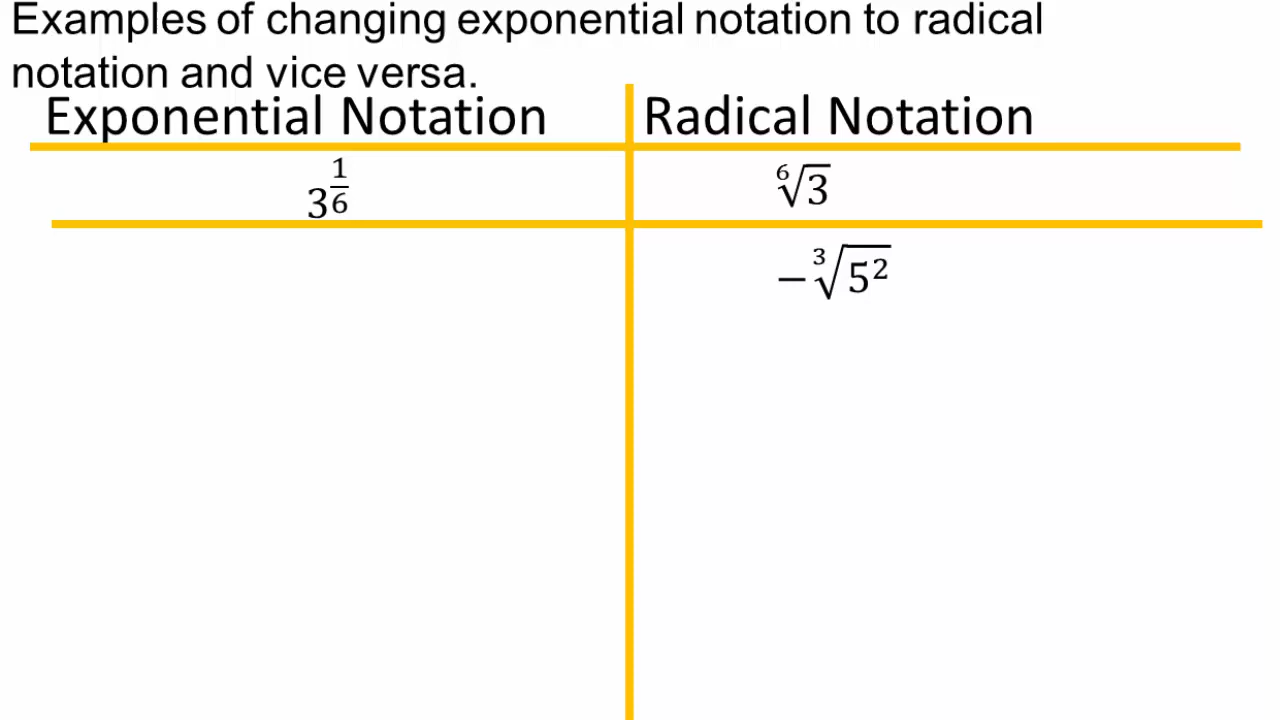 Examples of changing exponential notation to radical
notation and vice versa.
Exponential Notation Radical Notation
3^(1/6) ⁶√3
−³√(5²)